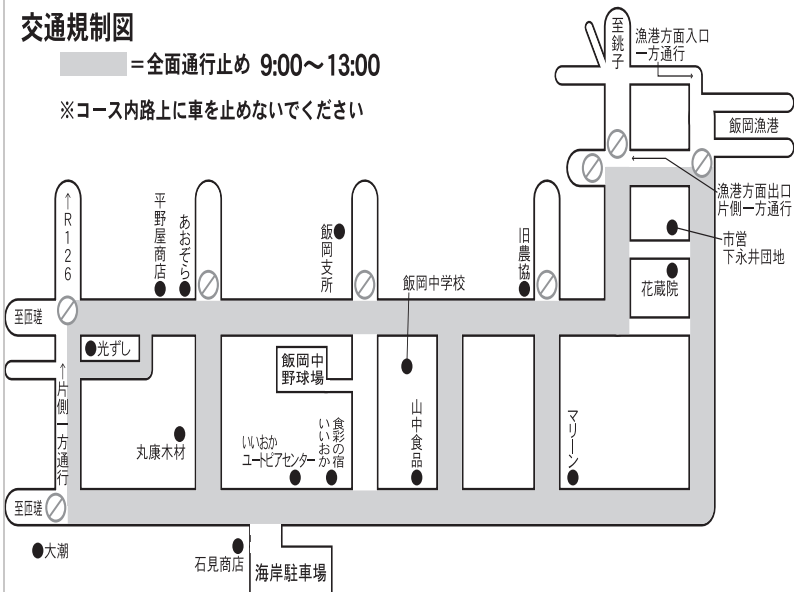 交通規制図
＝全面通行止め 9:00〜13:00
※コース内路上に車を止めないでください
至銚子
漁港方面入口
一方通行
飯岡漁港
漁港方面出口
片側一方通行
市営
下永井団地
花蔵院
↑R126
平野屋商店
あおぞら
飯岡支所
飯岡中学校
旧農協
至匝瑳
光ずし
↑片側一方通行
飯岡中
野球場
丸康木材
いいおか
ユートピアセンター
食彩の宿
いいおか
山中食品
マリーン
至匝瑳
大潮
石見商店
海岸駐車場